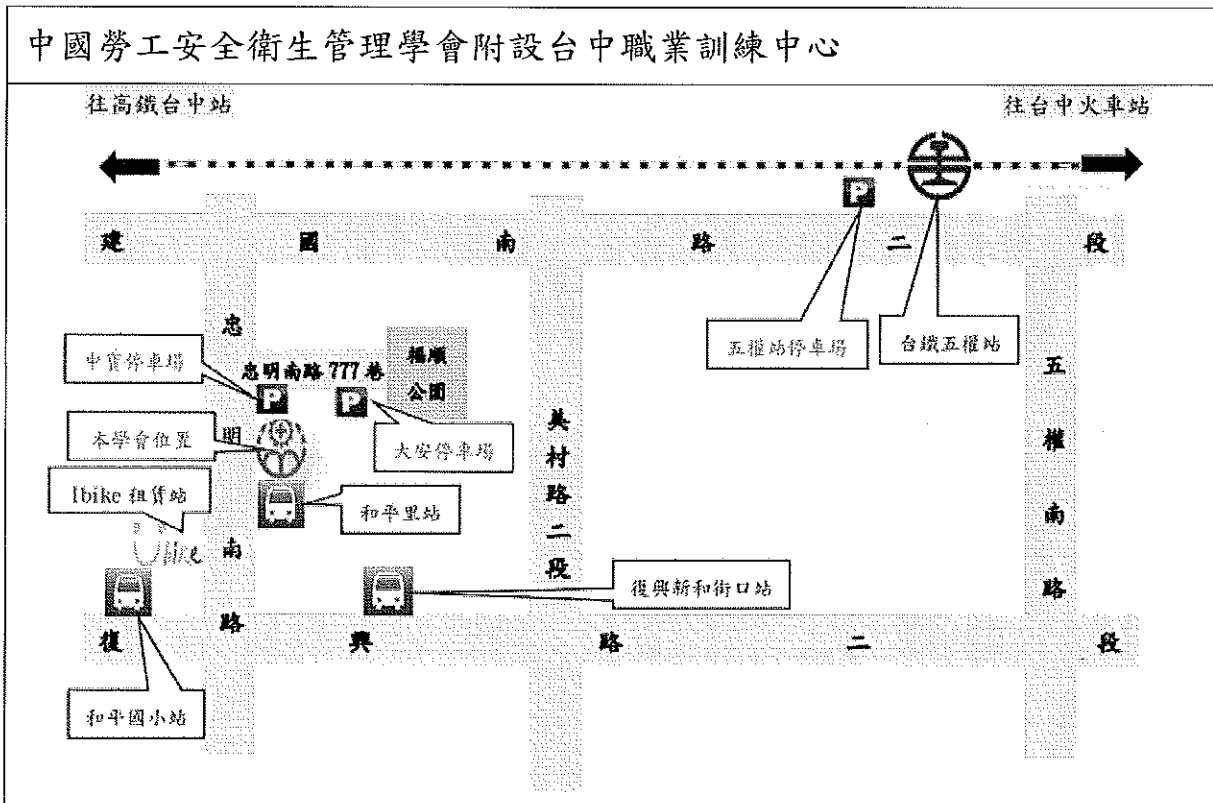 中國勞工安全衛生管理學會附設台中職業訓練中心
往高鐵台中站
往台中火車站
P
建國南路二段
五權站停車場
台鐵五權站
忠明南路
中賓停車場
忠明南路 777 巷
福順
公園
P
P
本學會位置
大安停車場
Ibike 租賃站
Ubike
和平里站
美村路二段
五權南路
復興新和街口站
復興路二段
和平國小站